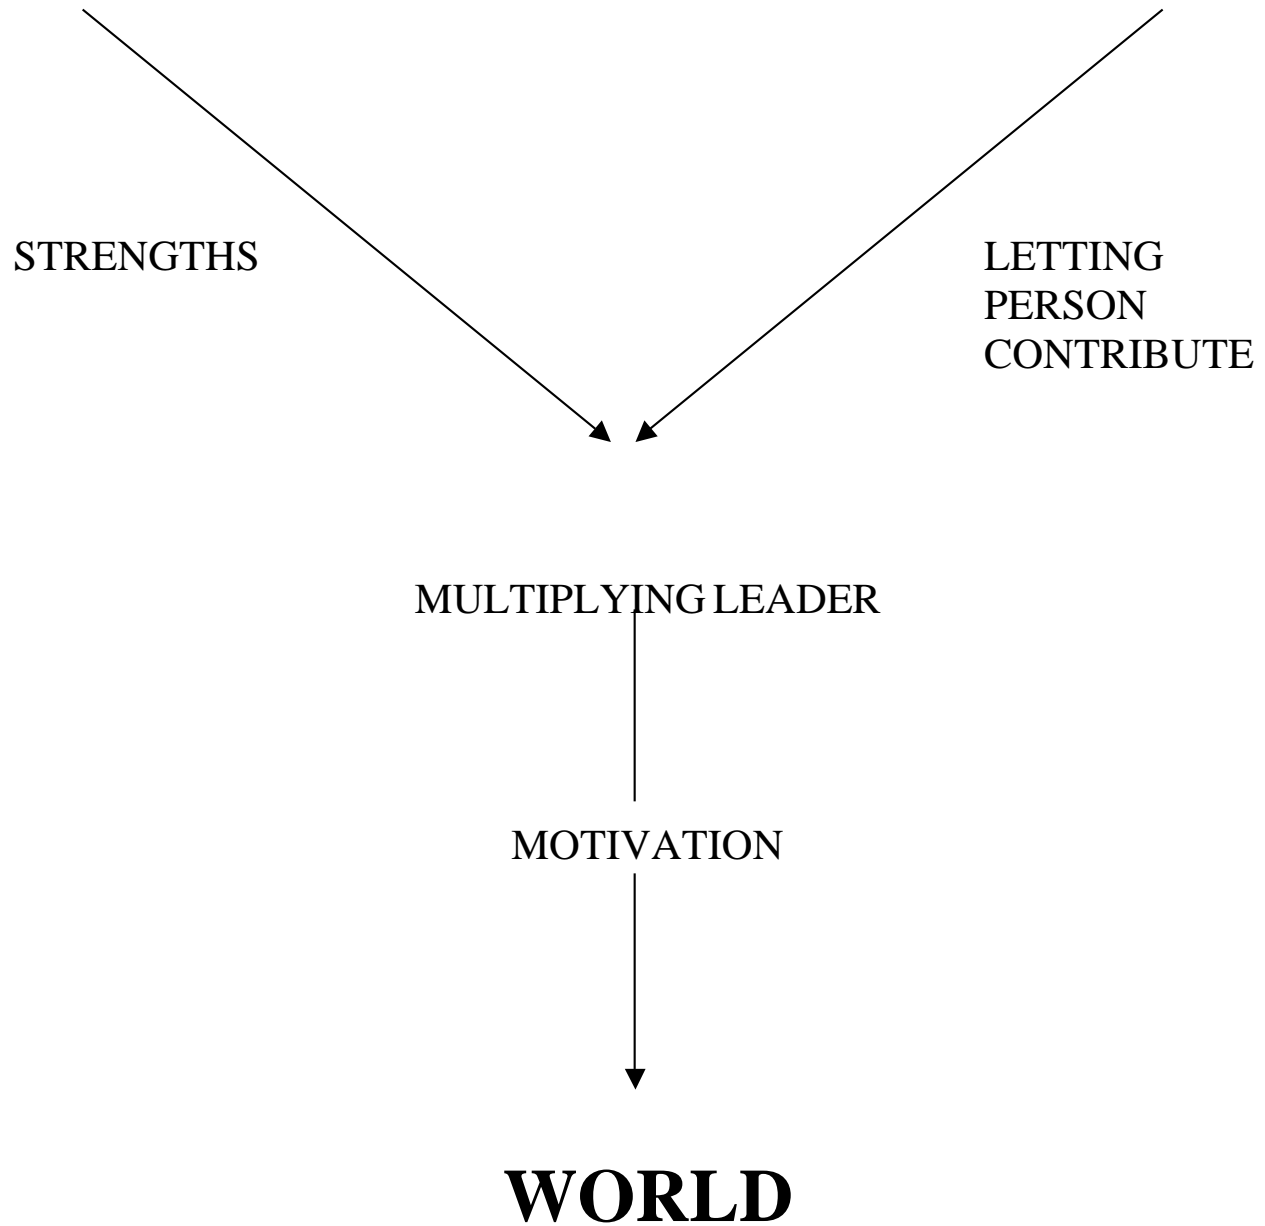 STRENGTHS
LETTING
PERSON
CONTRIBUTE
MULTIPLYING LEADER
MOTIVATION
WORLD